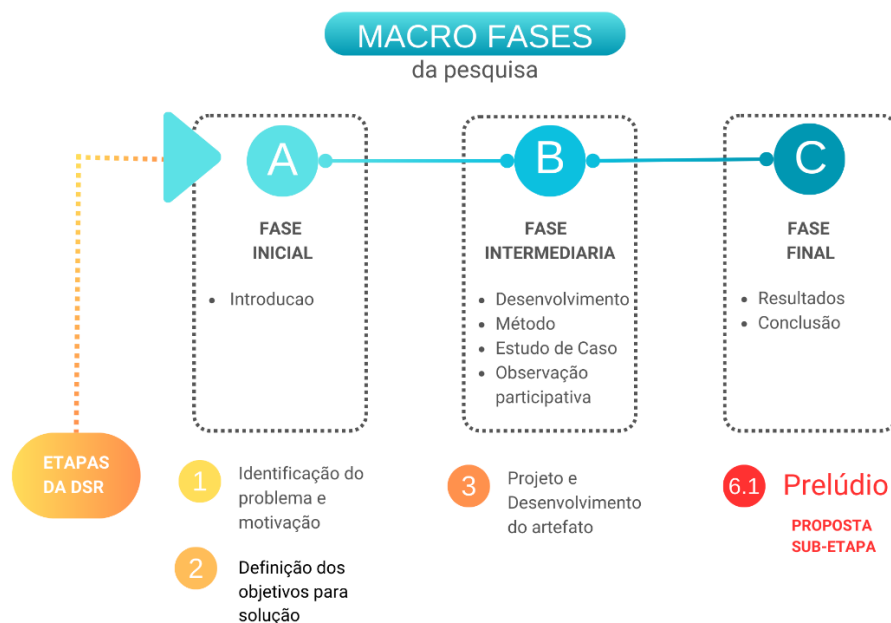 MACRO FASES
da pesquisa
A
B
C
FASE
INICIAL
Introducao
FASE
INTERMEDIARIA
Desenvolvimento
Método
Estudo de Caso
Observação
participativa
FASE
FINAL
Resultados
Conclusão
ETAPAS
DA DSR
1
Identificação do
problema e
motivação
2
Definição dos
objetivos para
solução
3
Projeto e
Desenvolvimento
do artefato
6.1
Prelúdio
PROPOSTA
SUB-ETAPA